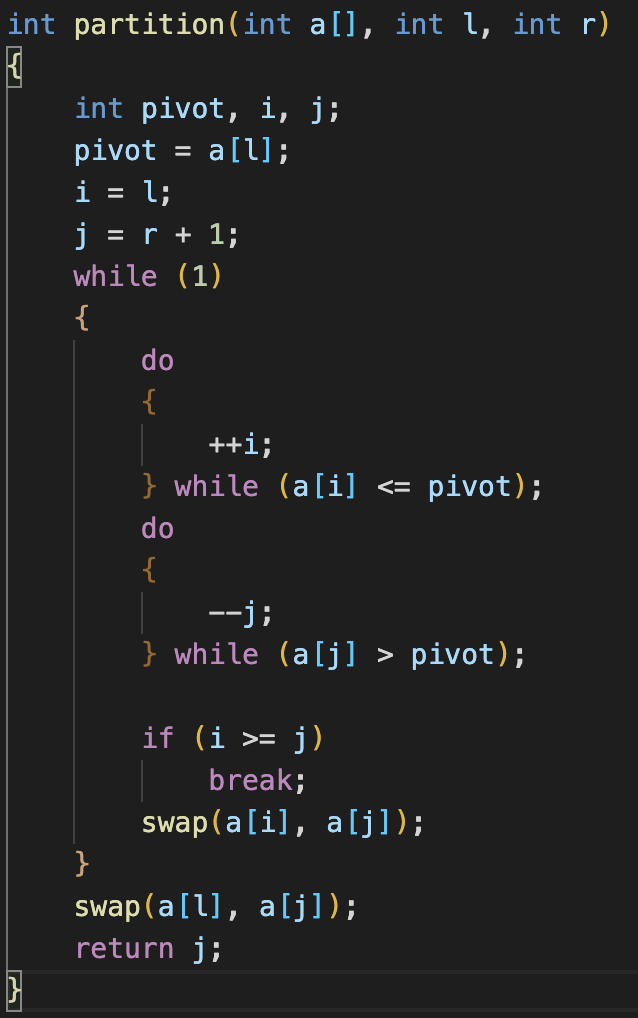 int partition(int a[], int l, int r)
{
    int pivot, i, j;
    pivot = a[l];
    i = l;
    j = r + 1;
    while (1)
    {
        do
        {
            ++i;
        } while (a[i] <= pivot);
        do
        {
            --j;
        } while (a[j] > pivot);

        if (i >= j)
            break;
        swap(a[i], a[j]);
    }
    swap(a[l], a[j]);
    return j;
}